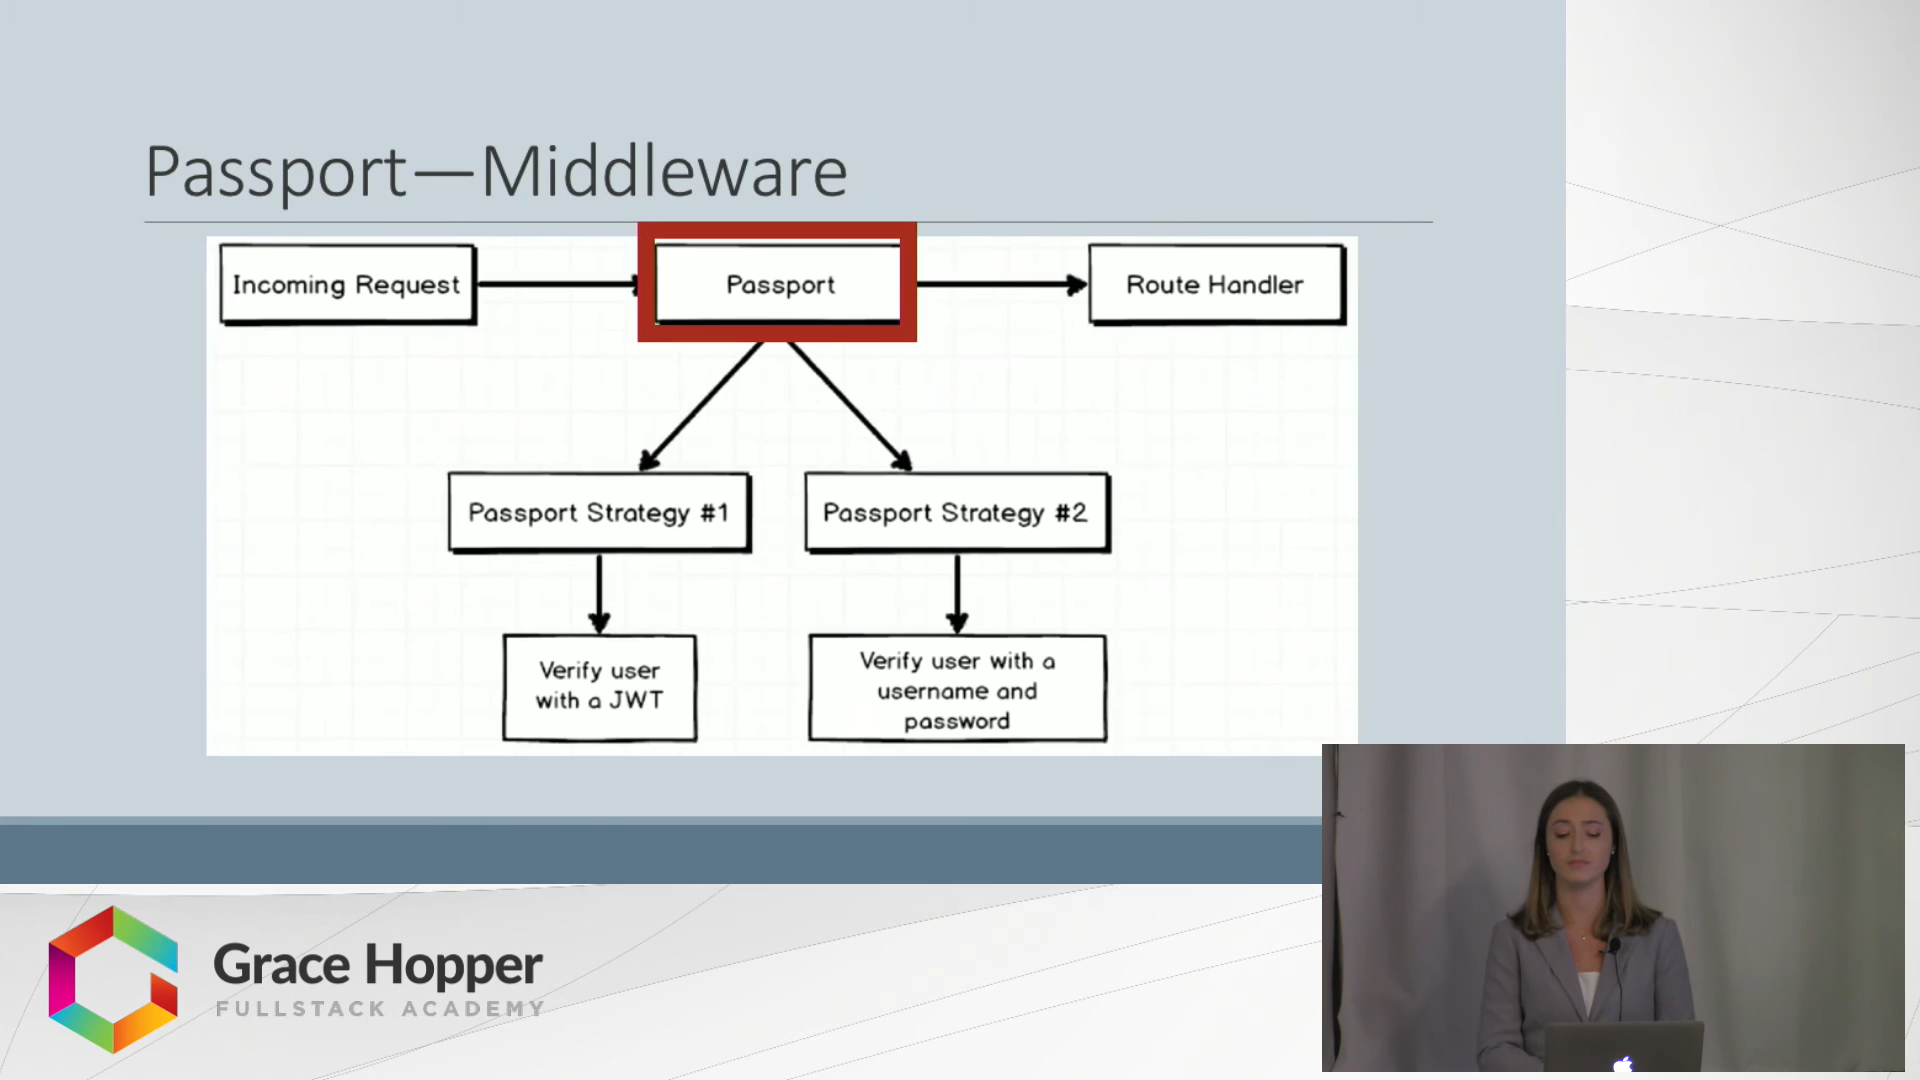 Passport—Middleware
Incoming Request
Passport
Route Handler
Passport Strategy #1
Passport Strategy #2
Verify user
with a JWT
Verify user with a
username and
password
Grace Hopper
FULLSTACK ACADEMY